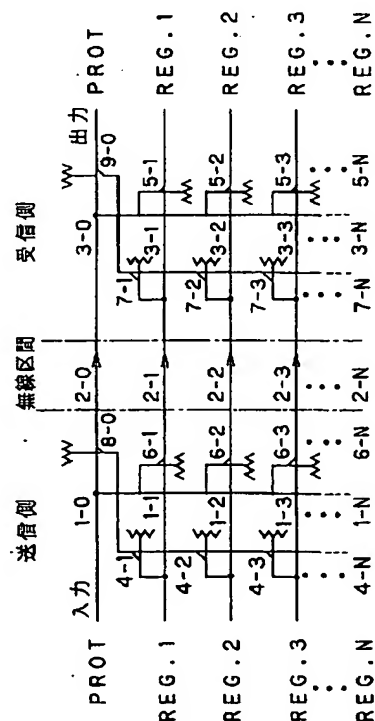 送信側 無線区間 受信側
入力 出力
PROT 1-0 8-0 2-0 3-0 9-0 PROT
REG.1 4-1 1-1 6-1 2-1 7-1 3-1 5-1 REG.1
REG.2 4-2 1-2 6-2 2-2 7-2 3-2 5-2 REG.2
REG.3 4-3 1-3 6-3 2-3 7-3 3-3 5-3 REG.3
REG.N 4-N 1-N 6-N 2-N 7-N 3-N 5-N REG.N